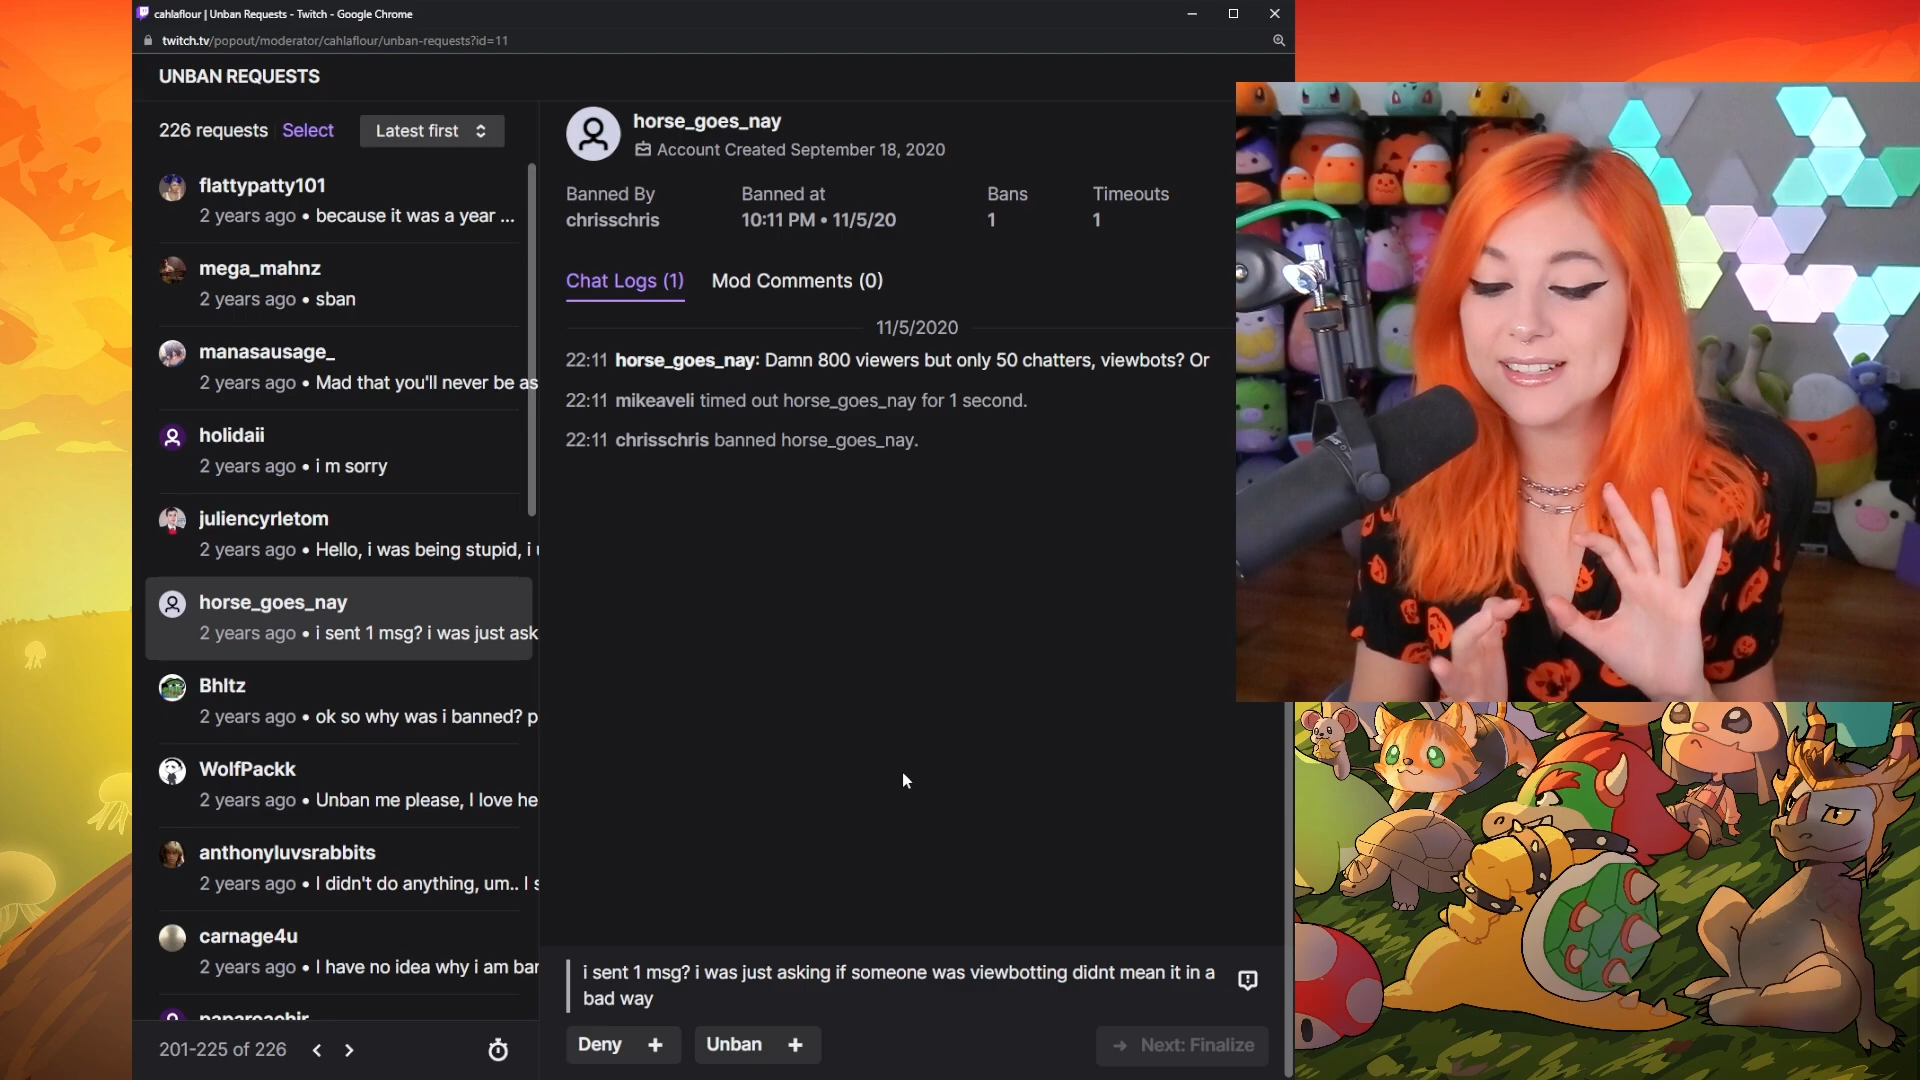 cahlaflour | Unban Requests - Twitch - Google Chrome
twitch.tv/popout/moderator/cahlaflour/unban-requests?id=11
UNBAN REQUESTS
226 requests Select Latest first
flattypatty101
2 years ago • because it was a year ...
mega_mahnz
2 years ago • sban
manasausage_
2 years ago • Mad that you'll never be as
holidaii
2 years ago • i m sorry
juliencyrletom
2 years ago • Hello, i was being stupid, i
horse_goes_nay
2 years ago • i sent 1 msg? i was just ask
Bhltz
2 years ago • ok so why was i banned? p
WolfPackk
2 years ago • Unban me please, I love he
anthonyluvsrabbits
2 years ago • I didn't do anything, um.. I
carnage4u
2 years ago • I have no idea why i am bar
201-225 of 226
horse_goes_nay
Account Created September 18, 2020
Banned By Banned at Bans Timeouts
chrisschris 10:11 PM • 11/5/20 1 1
Chat Logs (1) Mod Comments (0)
11/5/2020
22:11 horse_goes_nay: Damn 800 viewers but only 50 chatters, viewbots? Or
22:11 mikeaveli timed out horse_goes_nay for 1 second.
22:11 chrisschris banned horse_goes_nay.
i sent 1 msg? i was just asking if someone was viewbotting didnt mean it in a
bad way
Deny + Unban + Next: Finalize